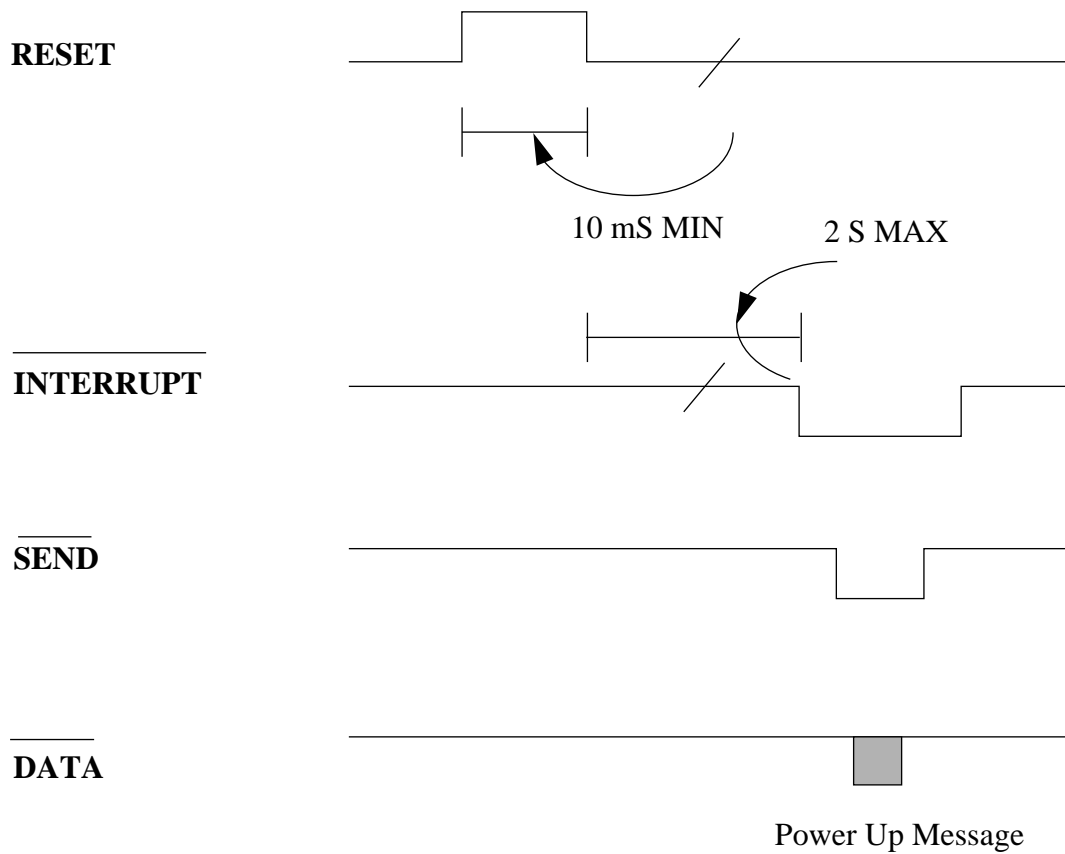 RESET
10 mS MIN
2 S MAX
INTERRUPT
SEND
DATA
Power Up Message